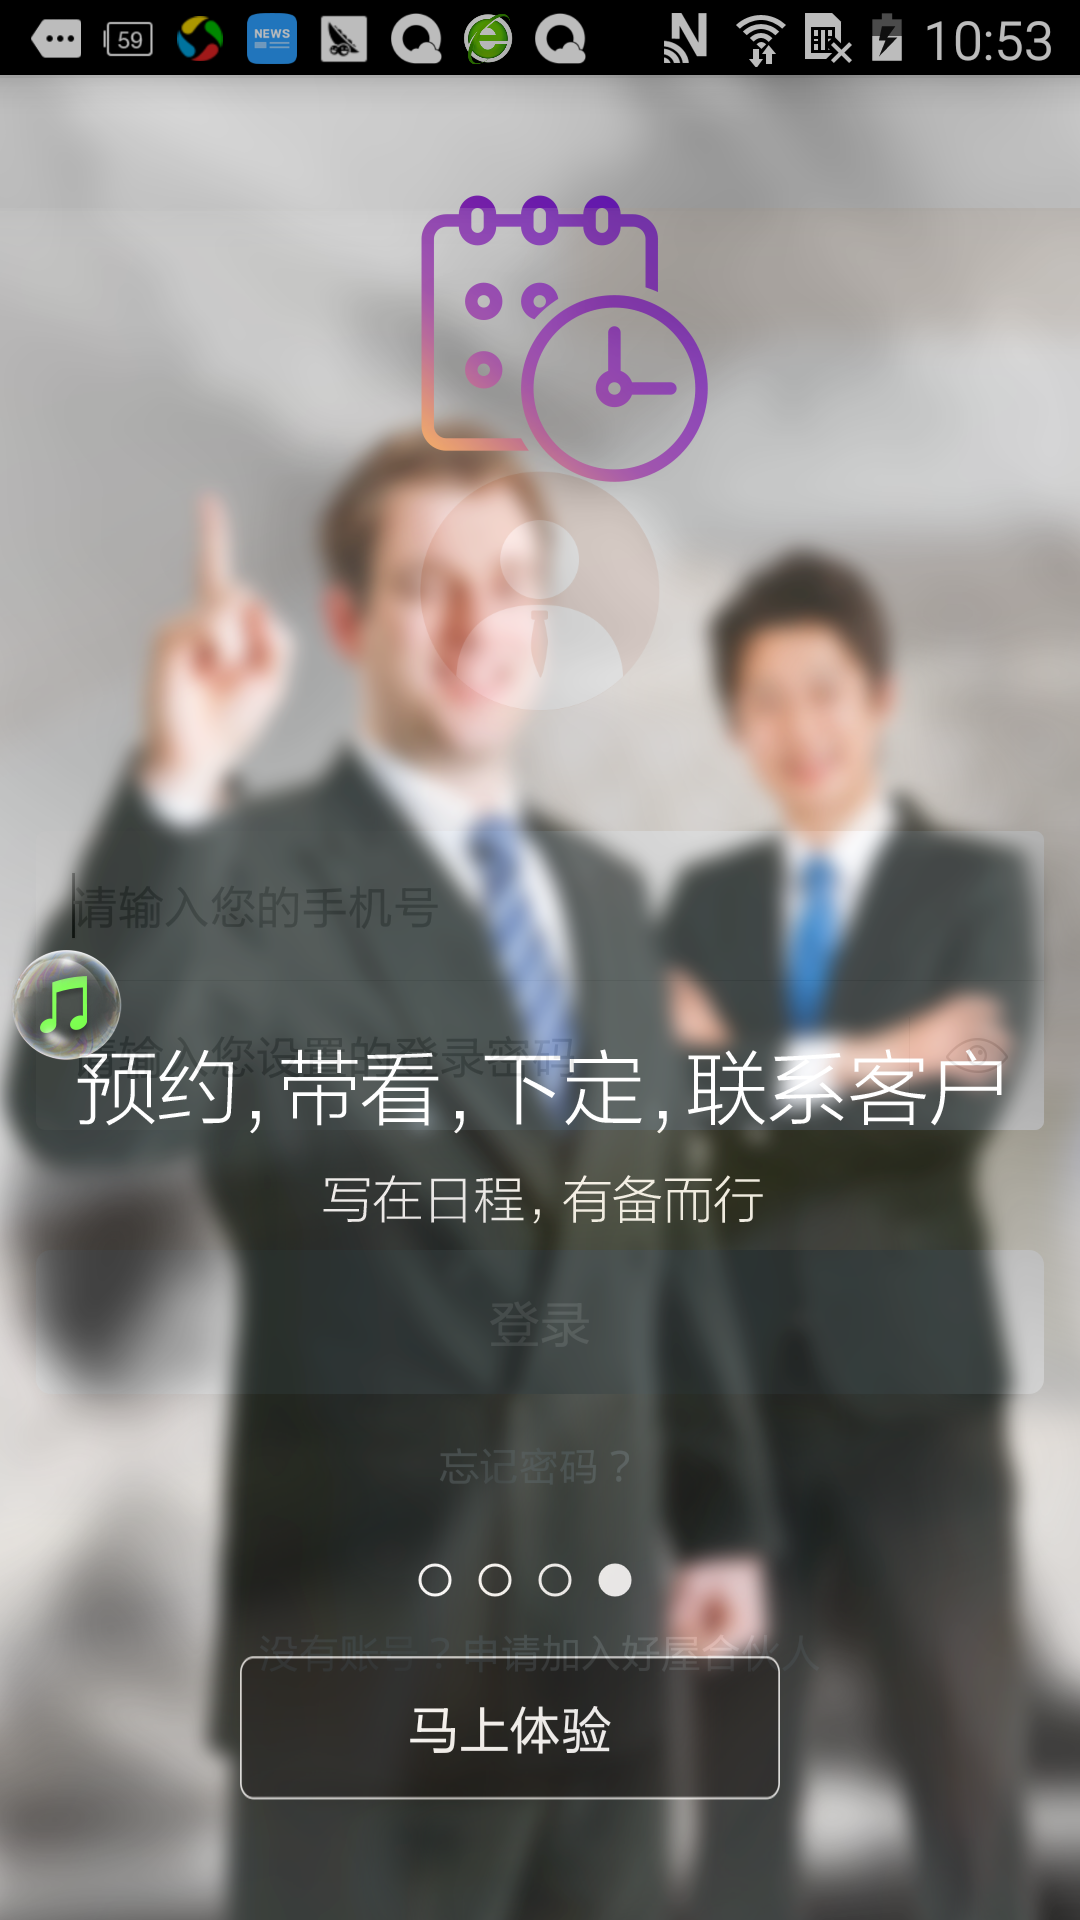 59
NEWS
N
10:53
请输入您的手机号
请输入您设置的登录密码
预约,带看,下定,联系客户
写在日程,有备而行
登录
忘记密码？
没有账号？申请加入好屋合伙人
马上体验